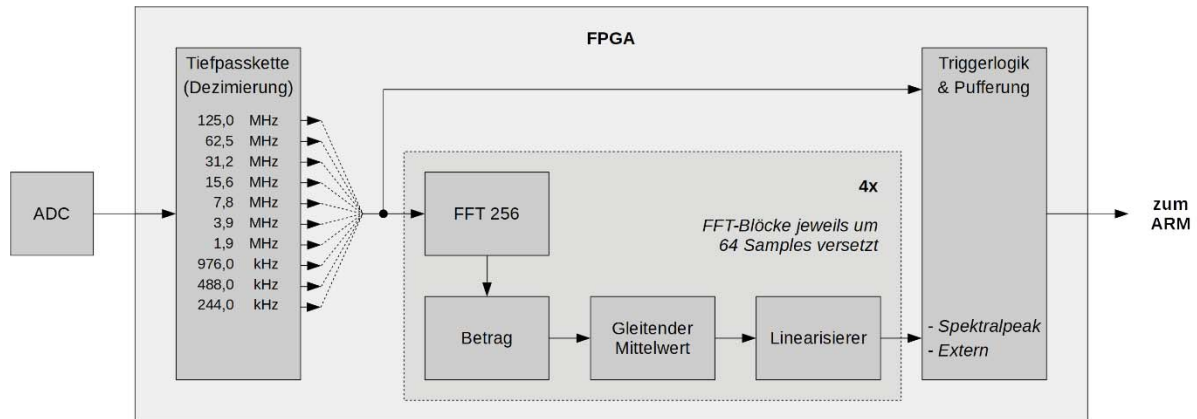 FPGA
Tiefpasskette
(Dezimierung)
125,0 MHz
62,5 MHz
31,2 MHz
15,6 MHz
7,8 MHz
3,9 MHz
1,9 MHz
976,0 kHz
488,0 kHz
244,0 kHz
ADC
FFT 256
4x
FFT-Blöcke jeweils um
64 Samples versetzt
Betrag
Gleitender
Mittelwert
Linearisierer
Triggerlogik
& Pufferung
- Spektralpeak
- Extern
zum
ARM